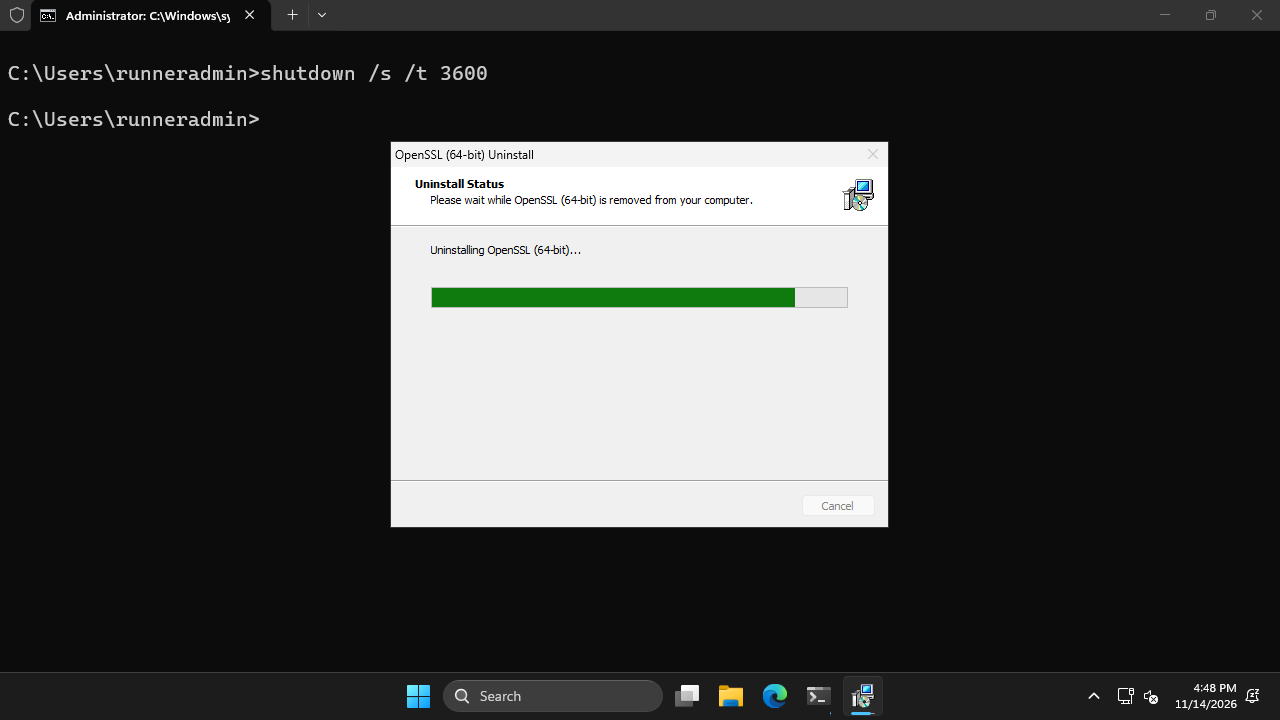 Administrator: C:\Windows\sy
C:\Users\runneradmin>shutdown /s /t 3600
C:\Users\runneradmin>
OpenSSL (64-bit) Uninstall
Uninstall Status
Please wait while OpenSSL (64-bit) is removed from your computer.
Uninstalling OpenSSL (64-bit)...
Cancel
Search
4:48 PM
11/14/2026